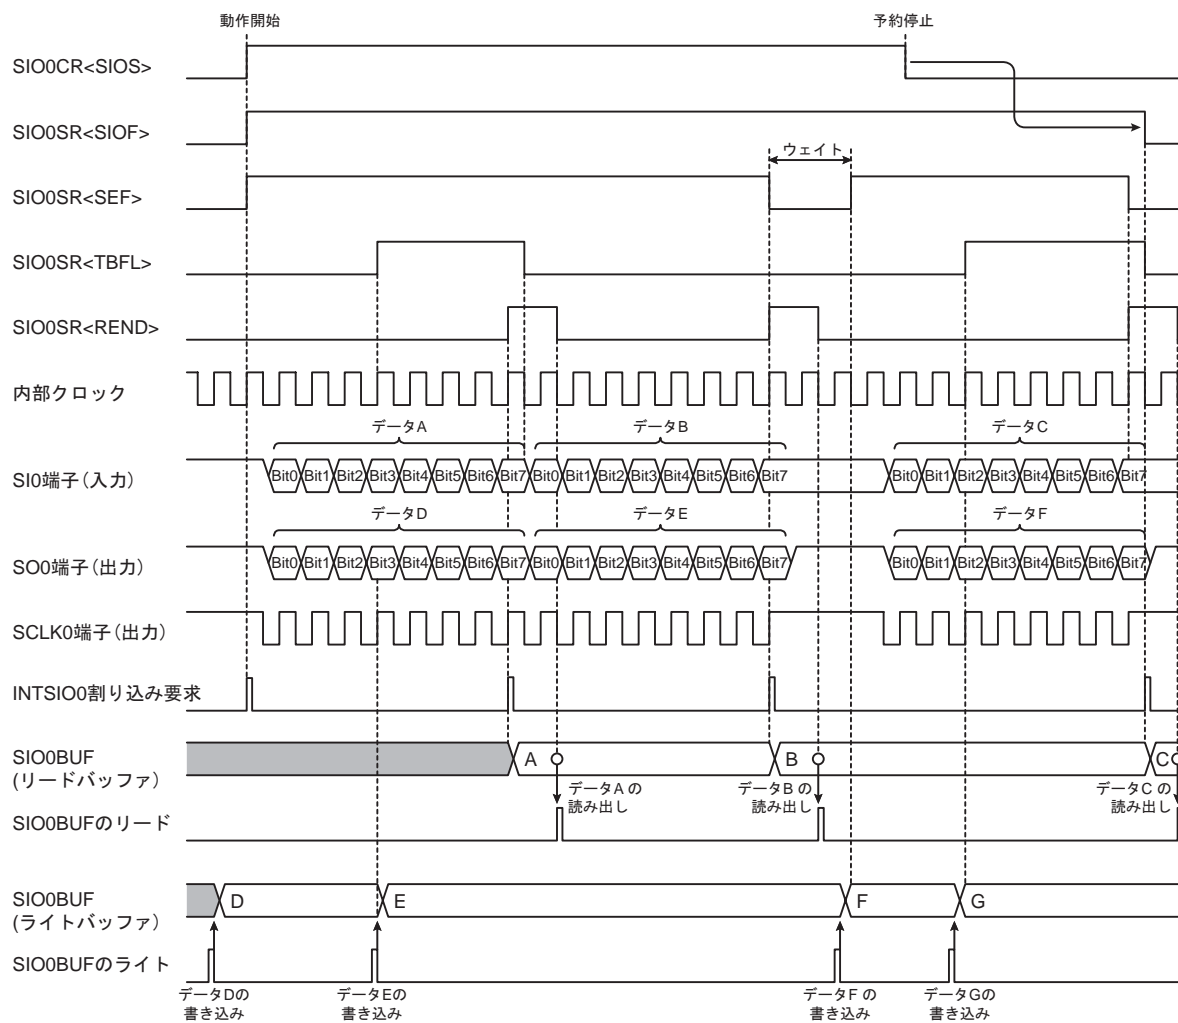 動作開始
予約停止
SIO0CR<SIOS>
SIO0SR<SIOF>
ウェイト
SIO0SR<SEF>
SIO0SR<TBFL>
SIO0SR<REND>
内部クロック
データA
データB
データC
SI0端子(入力)
Bit0 Bit1 Bit2 Bit3 Bit4 Bit5 Bit6 Bit7 Bit0 Bit1 Bit2 Bit3 Bit4 Bit5 Bit6 Bit7 Bit0 Bit1 Bit2 Bit3 Bit4 Bit5 Bit6 Bit7
データD
データE
データF
SO0端子(出力)
Bit0 Bit1 Bit2 Bit3 Bit4 Bit5 Bit6 Bit7 Bit0 Bit1 Bit2 Bit3 Bit4 Bit5 Bit6 Bit7 Bit0 Bit1 Bit2 Bit3 Bit4 Bit5 Bit6 Bit7
SCLK0端子(出力)
INTSIO0割り込み要求
SIO0BUF
(リードバッファ)
A
B
C
データA の
読み出し
データB の
読み出し
データC の
読み出し
SIO0BUFのリード
SIO0BUF
(ライトバッファ)
D
E
F
G
SIO0BUFのライト
データDの
書き込み
データEの
書き込み
データF の
書き込み
データGの
書き込み